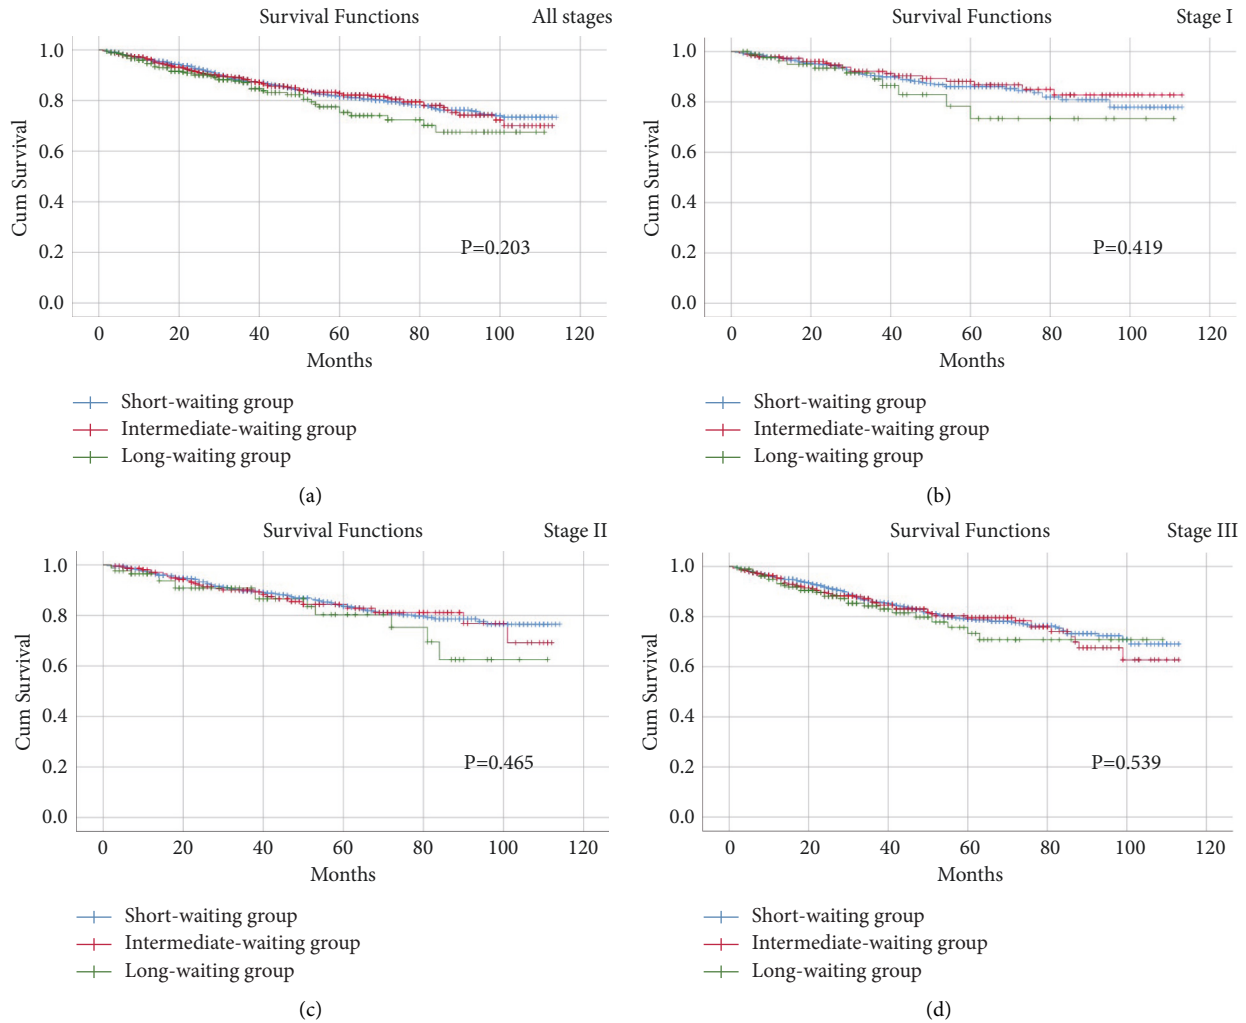 Survival Functions All stages
1.0
0.8
0.6
0.4
0.2
0.0
Cum Survival
P=0.203
0 20 40 60 80 100 120
Months
Short-waiting group
Intermediate-waiting group
Long-waiting group
(a)
Survival Functions Stage I
1.0
0.8
0.6
0.4
0.2
0.0
Cum Survival
P=0.419
0 20 40 60 80 100 120
Months
Short-waiting group
Intermediate-waiting group
Long-waiting group
(b)
Survival Functions Stage II
1.0
0.8
0.6
0.4
0.2
0.0
Cum Survival
P=0.465
0 20 40 60 80 100 120
Months
Short-waiting group
Intermediate-waiting group
Long-waiting group
(c)
Survival Functions Stage III
1.0
0.8
0.6
0.4
0.2
0.0
Cum Survival
P=0.539
0 20 40 60 80 100 120
Months
Short-waiting group
Intermediate-waiting group
Long-waiting group
(d)